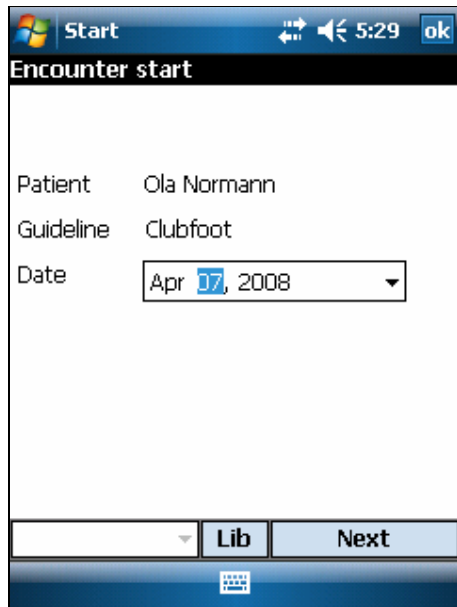 Start 5:29 ok
Encounter start
Patient Ola Normann
Guideline Clubfoot
Date Apr 07, 2008
Lib Next